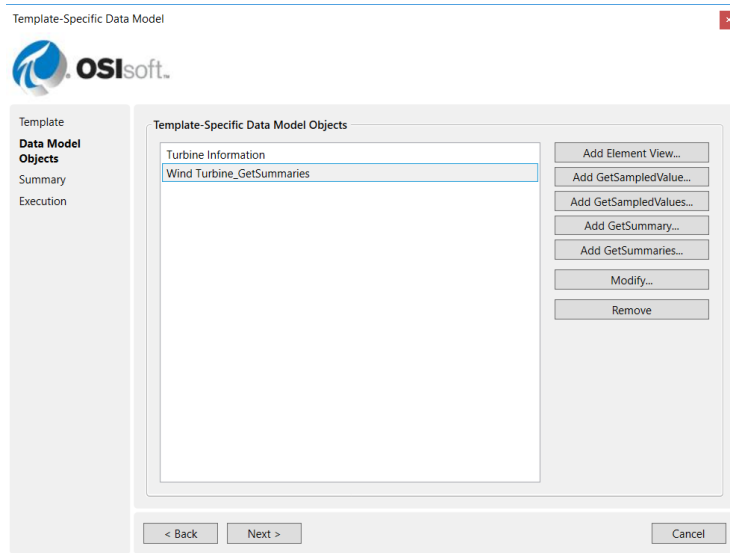 Template-Specific Data Model
OSIsoft.
Template
Data Model
Objects
Summary
Execution
Template-Specific Data Model Objects
Turbine Information
Wind Turbine_GetSummaries
Add Element View...
Add GetSampledValue...
Add GetSampledValues...
Add GetSummary...
Add GetSummaries...
Modify...
Remove
< Back
Next >
Cancel